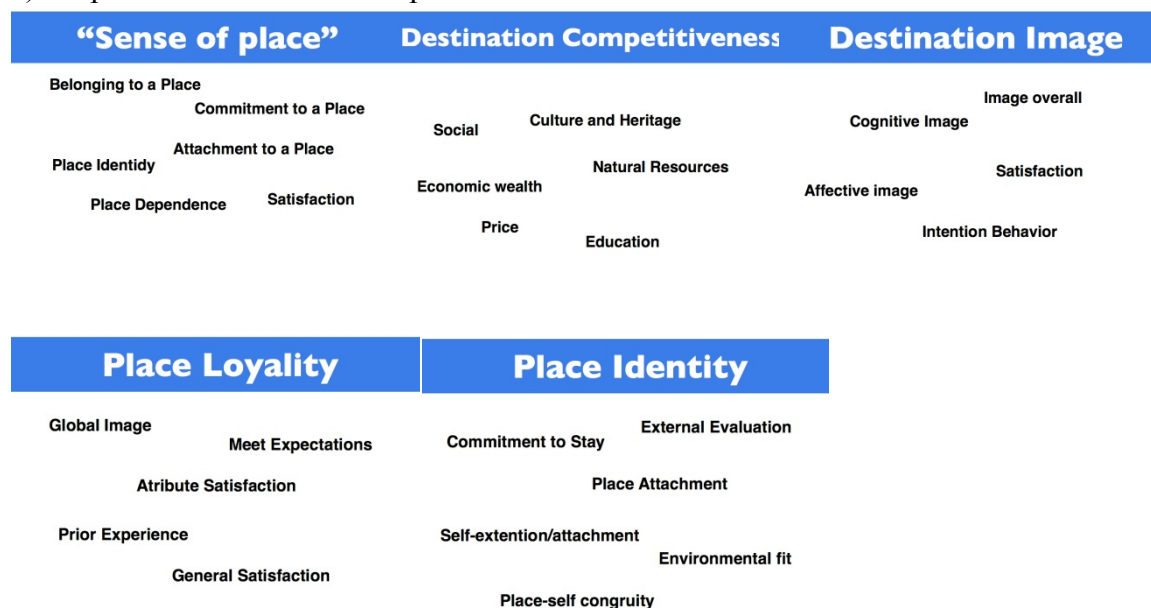 “Sense of place”
Belonging to a Place
Commitment to a Place
Attachment to a Place
Place Identidy
Place Dependence
Satisfaction
Destination Competitiveness
Social
Culture and Heritage
Natural Resources
Economic wealth
Price
Education
Destination Image
Image overall
Cognitive Image
Satisfaction
Affective image
Intention Behavior
Place Loyality
Global Image
Meet Expectations
Atribute Satisfaction
Prior Experience
General Satisfaction
Place Identity
External Evaluation
Commitment to Stay
Place Attachment
Self-extention/attachment
Environmental fit
Place-self congruity